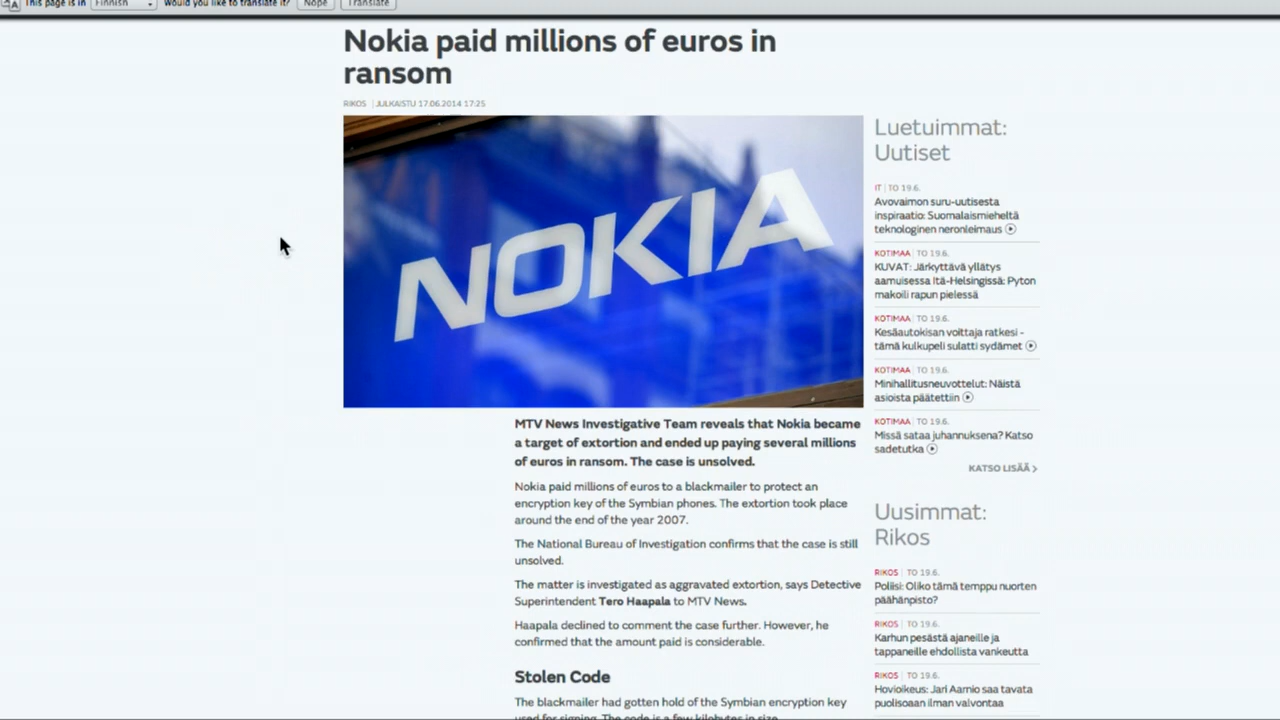 This page is in Finnish Would you like to translate it? Nope Translate
Nokia paid millions of euros in
ransom
RIKOS | JULKAISTU 17.06.2014 17:25
NOKIA
MTV News Investigative Team reveals that Nokia became
a target of extortion and ended up paying several millions
of euros in ransom. The case is unsolved.
Nokia paid millions of euros to a blackmailer to protect an
encryption key of the Symbian phones. The extortion took place
around the end of the year 2007.
The National Bureau of Investigation confirms that the case is still
unsolved.
The matter is investigated as aggravated extortion, says Detective
Superintendent Tero Haapala to MTV News.
Haapala declined to comment the case further. However, he
confirmed that the amount paid is considerable.
Stolen Code
The blackmailer had gotten hold of the Symbian encryption key
used for signing. The code is a few kilobytes in size.
Luetuimmat:
Uutiset
IT | TO 19.6.
Avovaimon suru-uutisesta
inspiraatio: Suomalaismieheltä
teknologinen neronleimaus
KOTIMAA | TO 19.6.
KUVAT: Järkyttävä yllätys
aamuisessa Itä-Helsingissä: Pyton
makoili rapun pielessä
KOTIMAA | TO 19.6.
Kesäautokisan voittaja ratkesi -
tämä kulkupeli sulatti sydämet
KOTIMAA | TO 19.6.
Minihallitusneuvottelut: Näistä
asioista päätettiin
KOTIMAA | TO 19.6.
Missä sataa juhannuksena? Katso
sadetutka
KATSO LISÄÄ >
Uusimmat:
Rikos
RIKOS | TO 19.6.
Poliisi: Oliko tämä temppu nuorten
päähänpisto?
RIKOS | TO 19.6.
Karhun pesästä ajaneille ja
tappaneille ehdollista vankeutta
RIKOS | TO 19.6.
Hovioikeus: Jari Aarnio saa tavata
puolisoaan ilman valvontaa